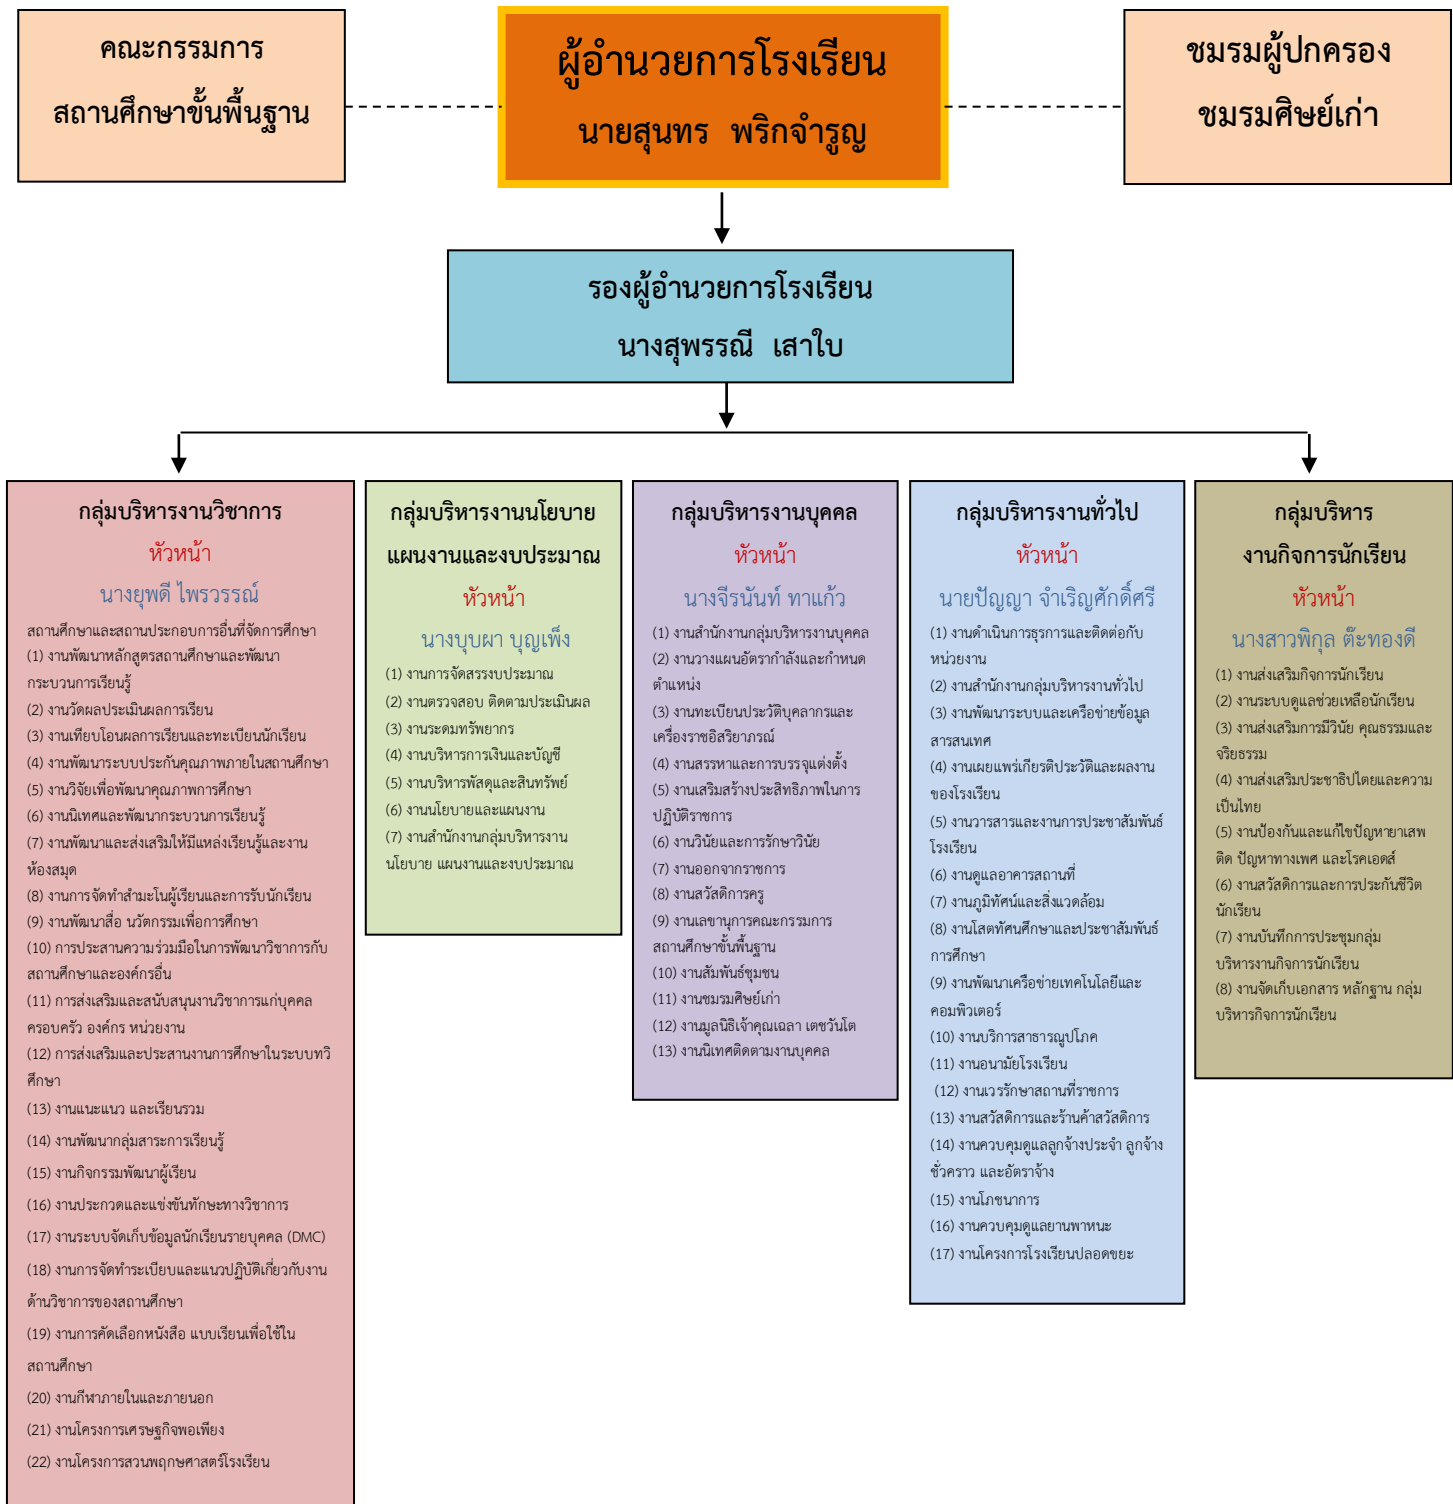 คณะกรรมการ
สถานศึกษาขั้นพื้นฐาน
ผู้อำนวยการโรงเรียน
นายสุนทร พริกจำรูญ
ชมรมผู้ปกครอง
ชมรมศิษย์เก่า
รองผู้อำนวยการโรงเรียน
นางสุพรรณี เสาใบ
กลุ่มบริหารงานวิชาการ
หัวหน้า
นางยุพดี ไพรวรรณ์
สถานศึกษาและสถานประกอบการอื่นที่จัดการศึกษา
(1) งานพัฒนาหลักสูตรสถานศึกษาและพัฒนา
กระบวนการเรียนรู้
(2) งานวัดผลประเมินผลการเรียน
(3) งานเทียบโอนผลการเรียนและทะเบียนนักเรียน
(4) งานพัฒนาระบบประกันคุณภาพภายในสถานศึกษา
(5) งานวิจัยเพื่อพัฒนาคุณภาพการศึกษา
(6) งานนิเทศและพัฒนากระบวนการเรียนรู้
(7) งานพัฒนาและส่งเสริมให้มีแหล่งเรียนรู้และงาน
ห้องสมุด
(8) งานการจัดทำสำมะโนผู้เรียนและการรับนักเรียน
(9) งานพัฒนาสื่อ นวัตกรรมเพื่อการศึกษา
(10) การประสานความร่วมมือในการพัฒนาวิชาการกับ
สถานศึกษาและองค์กรอื่น
(11) การส่งเสริมและสนับสนุนงานวิชาการแก่บุคคล
ครอบครัว องค์กร หน่วยงาน
(12) การส่งเสริมและประสานงานการศึกษาในระบบทวิ
ศึกษา
(13) งานแนะแนว และเรียนรวม
(14) งานพัฒนากลุ่มสาระการเรียนรู้
(15) งานกิจกรรมพัฒนาผู้เรียน
(16) งานประกวดและแข่งขันทักษะทางวิชาการ
(17) งานระบบจัดเก็บข้อมูลนักเรียนรายบุคคล (DMC)
(18) งานการจัดทำระเบียบและแนวปฏิบัติเกี่ยวกับงาน
ด้านวิชาการของสถานศึกษา
(19) งานการคัดเลือกหนังสือ แบบเรียนเพื่อใช้ใน
สถานศึกษา
(20) งานกีฬาภายในและภายนอก
(21) งานโครงการเศรษฐกิจพอเพียง
(22) งานโครงการสวนพฤกษศาสตร์โรงเรียน
กลุ่มบริหารงานนโยบาย
แผนงานและงบประมาณ
หัวหน้า
นางบุบผา บุญเพ็ง
(1) งานการจัดสรรงบประมาณ
(2) งานตรวจสอบ ติดตามประเมินผล
(3) งานระดมทรัพยากร
(4) งานบริหารการเงินและบัญชี
(5) งานบริหารพัสดุและสินทรัพย์
(6) งานนโยบายและแผนงาน
(7) งานสำนักงานกลุ่มบริหารงาน
นโยบาย แผนงานและงบประมาณ
กลุ่มบริหารงานบุคคล
หัวหน้า
นางจีรนันท์ ทาแก้ว
(1) งานสำนักงานกลุ่มบริหารงานบุคคล
(2) งานวางแผนอัตรากำลังและกำหนด
ตำแหน่ง
(3) งานทะเบียนประวัติบุคลากรและ
เครื่องราชอิสริยาภรณ์
(4) งานสรรหาและการบรรจุแต่งตั้ง
(5) งานเสริมสร้างประสิทธิภาพในการ
ปฏิบัติราชการ
(6) งานวินัยและการรักษาวินัย
(7) งานออกจากราชการ
(8) งานสวัสดิการครู
(9) งานเลขานุการคณะกรรมการ
สถานศึกษาขั้นพื้นฐาน
(10) งานสัมพันธ์ชุมชน
(11) งานชมรมศิษย์เก่า
(12) งานมูลนิธิเจ้าคุณเฉลา เตชวันโต
(13) งานนิเทศติดตามงานบุคคล
กลุ่มบริหารงานทั่วไป
หัวหน้า
นายปัญญา จำเริญศักดิ์ศรี
(1) งานดำเนินการธุรการและติดต่อกับ
หน่วยงาน
(2) งานสำนักงานกลุ่มบริหารงานทั่วไป
(3) งานพัฒนาระบบและเครือข่ายข้อมูล
สารสนเทศ
(4) งานเผยแพร่เกียรติประวัติและผลงาน
ของโรงเรียน
(5) งานวารสารและงานการประชาสัมพันธ์
โรงเรียน
(6) งานดูแลอาคารสถานที่
(7) งานภูมิทัศน์และสิ่งแวดล้อม
(8) งานโสตทัศนศึกษาและประชาสัมพันธ์
การศึกษา
(9) งานพัฒนาเครือข่ายเทคโนโลยีและ
คอมพิวเตอร์
(10) งานบริการสาธารณูปโภค
(11) งานอนามัยโรงเรียน
(12) งานเวรรักษาสถานที่ราชการ
(13) งานสวัสดิการและร้านค้าสวัสดิการ
(14) งานควบคุมดูแลลูกจ้างประจำ ลูกจ้าง
ชั่วคราว และอัตราจ้าง
(15) งานโภชนาการ
(16) งานควบคุมดูแลยานพาหนะ
(17) งานโครงการโรงเรียนปลอดขยะ
กลุ่มบริหาร
งานกิจการนักเรียน
หัวหน้า
นางสาวพิกุล ต๊ะทองดี
(1) งานส่งเสริมกิจการนักเรียน
(2) งานระบบดูแลช่วยเหลือนักเรียน
(3) งานส่งเสริมการมีวินัย คุณธรรมและ
จริยธรรม
(4) งานส่งเสริมประชาธิปไตยและความ
เป็นไทย
(5) งานป้องกันและแก้ไขปัญหายาเสพ
ติด ปัญหาทางเพศ และโรคเอดส์
(6) งานสวัสดิการและการประกันชีวิต
นักเรียน
(7) งานบันทึกการประชุมกลุ่ม
บริหารงานกิจการนักเรียน
(8) งานจัดเก็บเอกสาร หลักฐาน กลุ่ม
บริหารกิจการนักเรียน